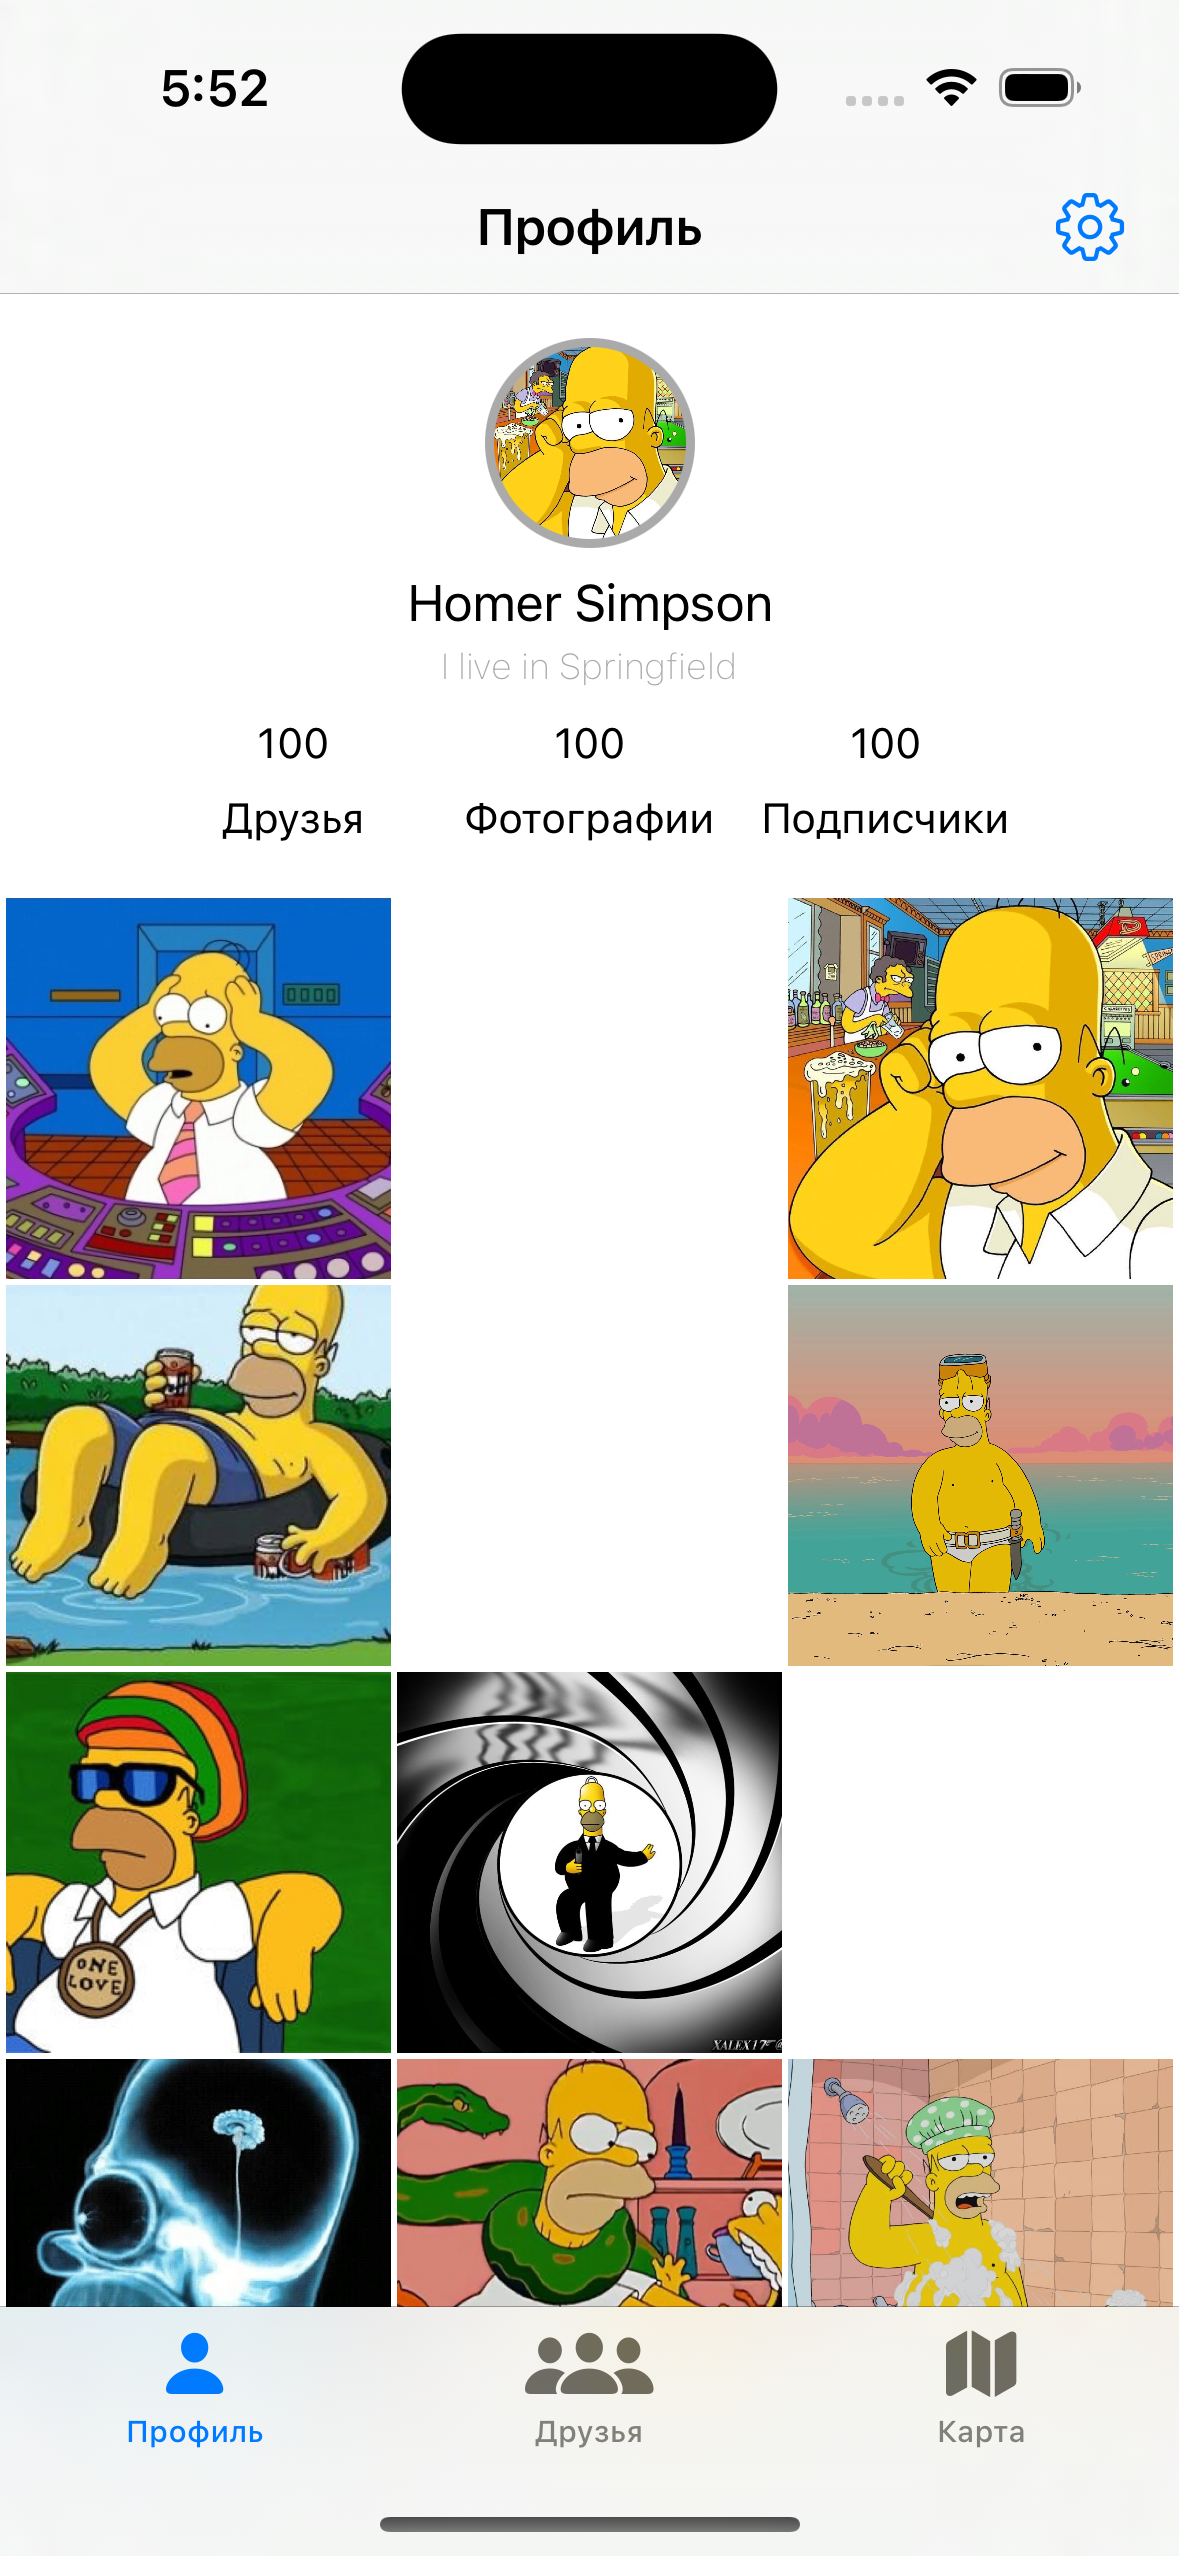 5:52
Профиль
Homer Simpson
I live in Springfield
100 100 100
Друзья Фотографии Подписчики
ONE
LOVE
Профиль Друзья Карта